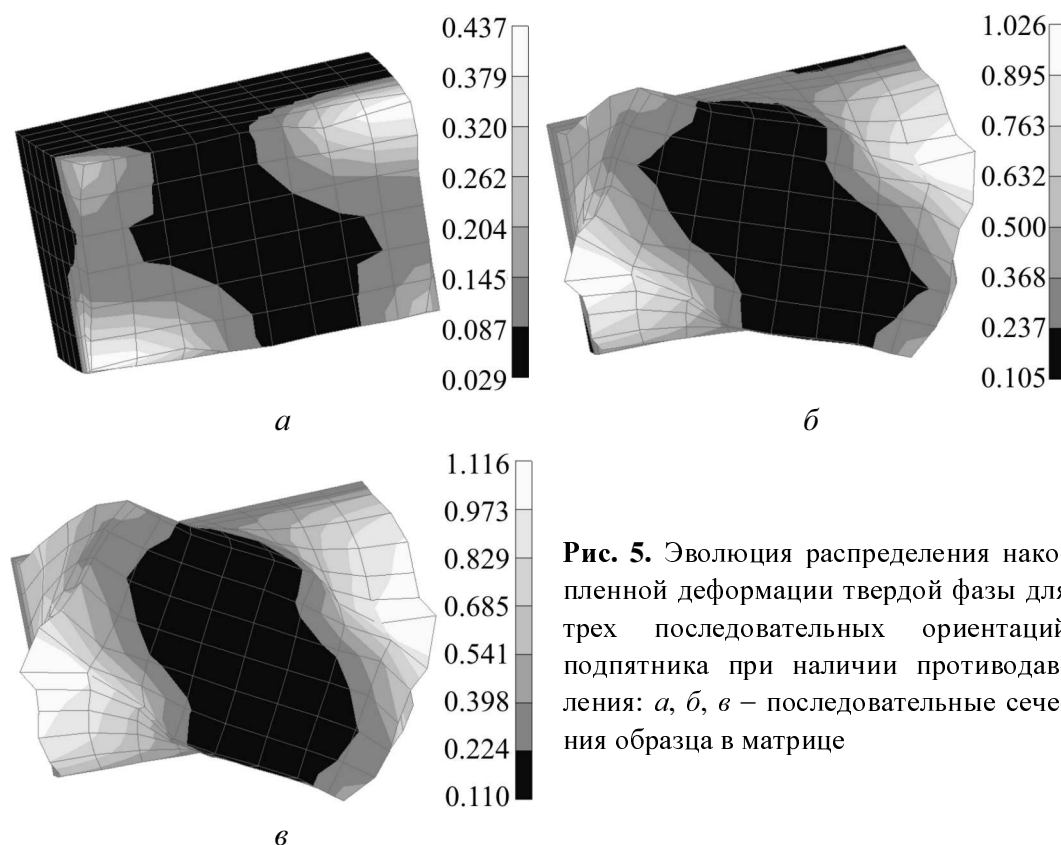 0.437
0.379
0.320
0.262
0.204
0.145
0.087
0.029
а
1.026
0.895
0.763
0.632
0.500
0.368
0.237
0.105
б
1.116
0.973
0.829
0.685
0.541
0.398
0.224
0.110
в
Рис. 5. Эволюция распределения нако
пленной деформации твердой фазы для
трех последовательных ориентаций
подпятника при наличии противодав
ления: а, б, в – последовательные сече
ния образца в матрице